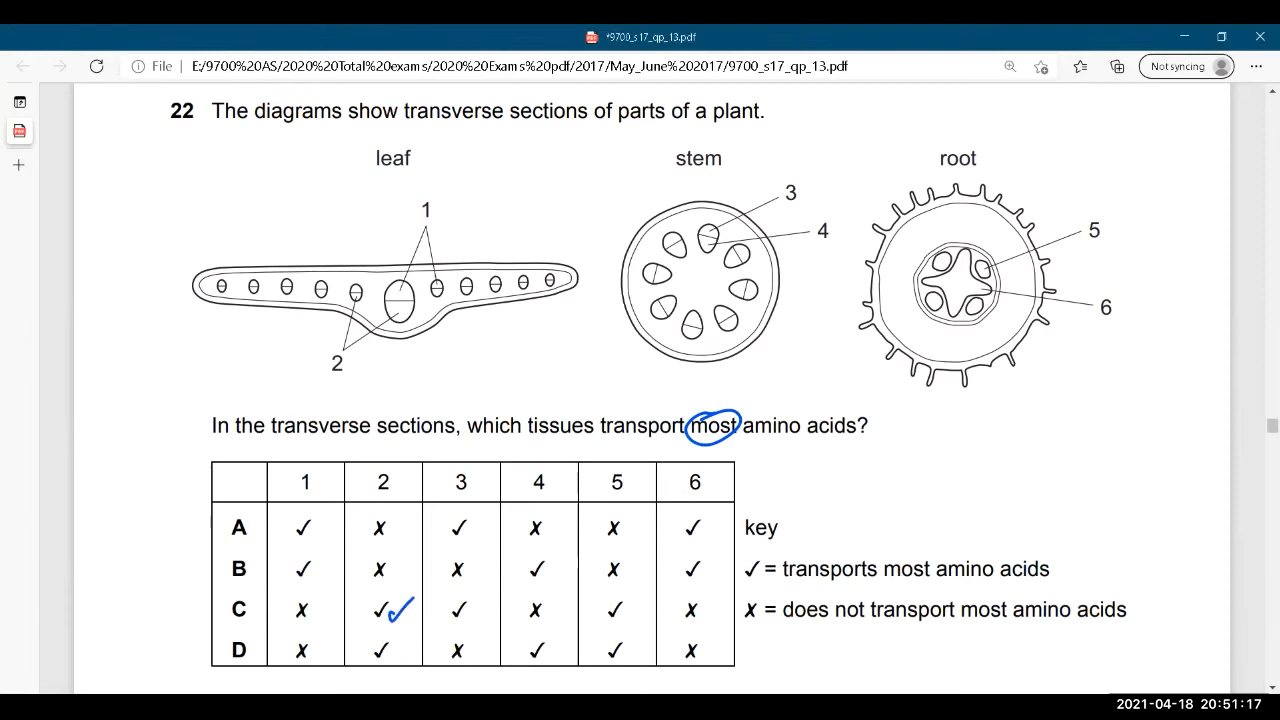 *9700_s17_qp_13.pdf
File | E:/9700%20AS/2020%20Total%20exams/2020%20Exams%20pdf/2017/May_June%202017/9700_s17_qp_13.pdf
Not syncing
22 The diagrams show transverse sections of parts of a plant.
leaf stem root
1
2
3
4
5
6
In the transverse sections, which tissues transport most amino acids?
1 2 3 4 5 6
A ✓ ✗ ✓ ✗ ✗ ✓ key
B ✓ ✗ ✗ ✓ ✗ ✓ ✓ = transports most amino acids
C ✗ ✓ ✓ ✗ ✓ ✗ ✗ = does not transport most amino acids
D ✗ ✓ ✗ ✓ ✓ ✗
2021-04-18 20:51:17